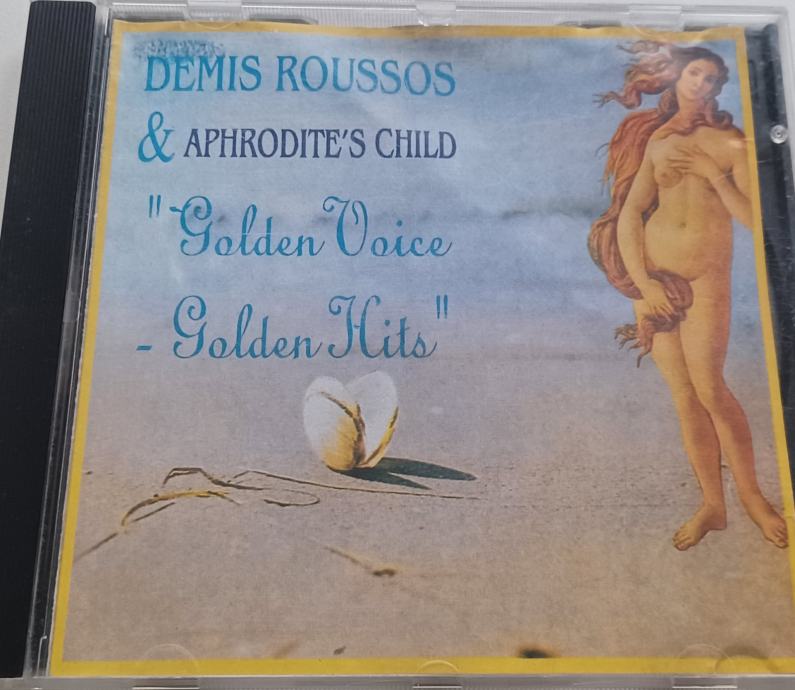 DEMIS ROUSSOS
& APHRODITE'S CHILD
"Golden Voice
- Golden Hits"